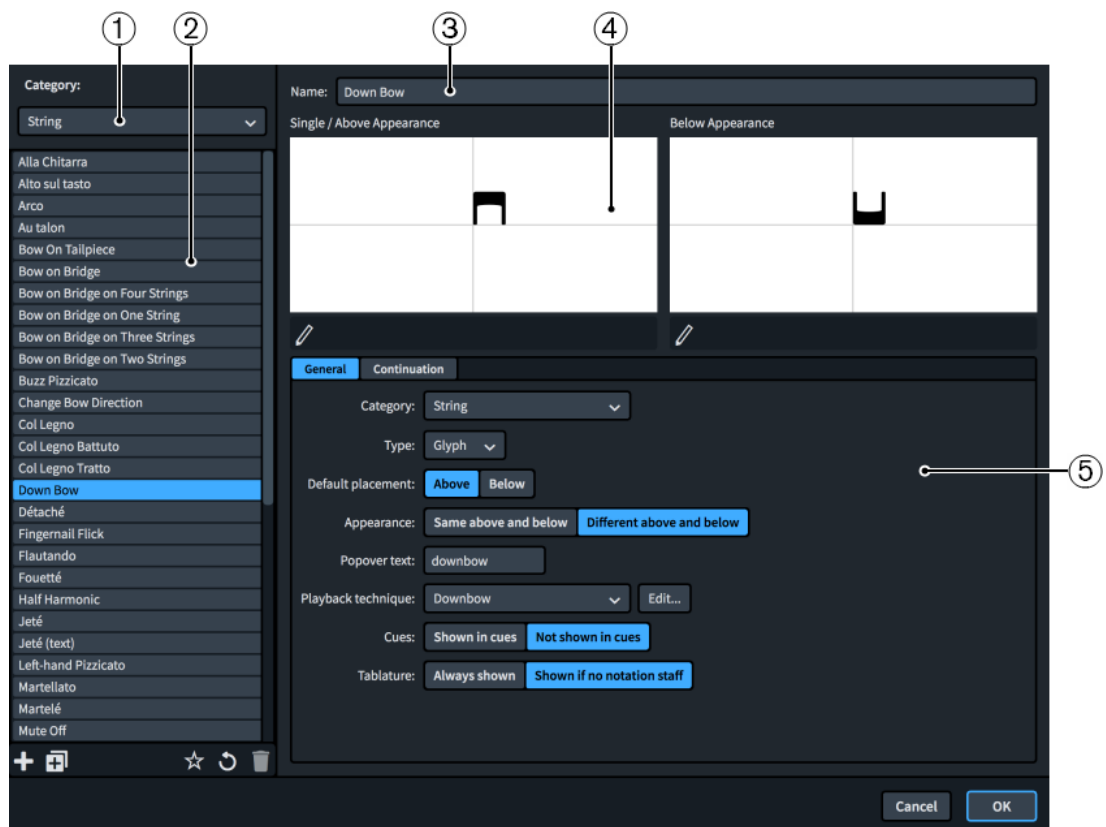 ① ② ③ ④
Category:
String
Alla Chitarra
Alto sul tasto
Arco
Au talon
Bow On Tailpiece
Bow on Bridge
Bow on Bridge on Four Strings
Bow on Bridge on One String
Bow on Bridge on Three Strings
Bow on Bridge on Two Strings
Buzz Pizzicato
Change Bow Direction
Col Legno
Col Legno Battuto
Col Legno Tratto
Down Bow
Détaché
Fingernail Flick
Flautando
Fouetté
Half Harmonic
Jeté
Jeté (text)
Left-hand Pizzicato
Martellato
Martelé
Mute Off
Name: Down Bow
Single / Above Appearance Below Appearance
General Continuation
Category: String
Type: Glyph
⑤
Default placement: Above Below
Appearance: Same above and below Different above and below
Popover text: downbow
Playback technique: Downbow Edit...
Cues: Shown in cues Not shown in cues
Tablature: Always shown Shown if no notation staff
Cancel OK